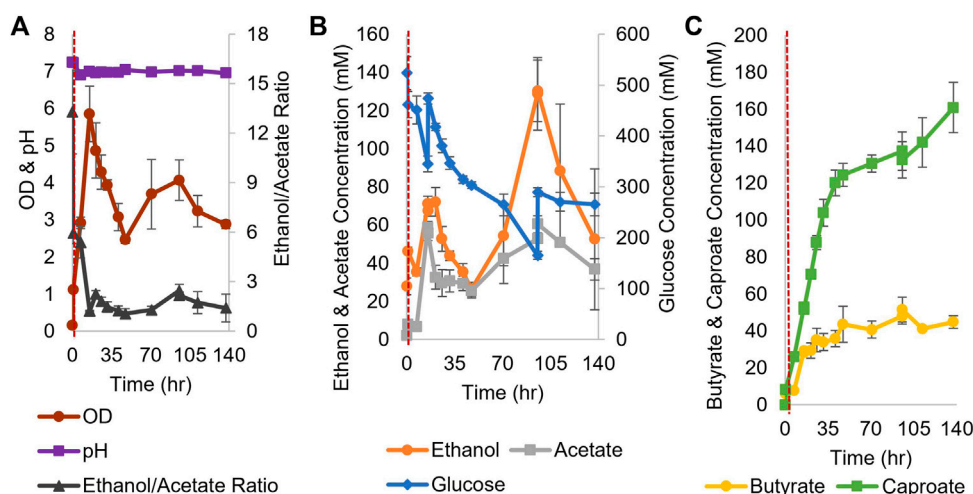 A
OD & pH
8
7
6
5
4
3
2
1
0
Ethanol/Acetate Ratio
18
15
12
9
6
3
0
0 35 70 105 140
Time (hr)
OD
pH
Ethanol/Acetate Ratio
B
Ethanol & Acetate Concentration (mM)
160
140
120
100
80
60
40
20
0
Glucose Concentration (mM)
600
500
400
300
200
100
0
0 35 70 105 140
Time (hr)
Ethanol Acetate
Glucose
C
Butyrate & Caproate Concentration (mM)
200
180
160
140
120
100
80
60
40
20
0
0 35 70 105 140
Time (hr)
Butyrate Caproate